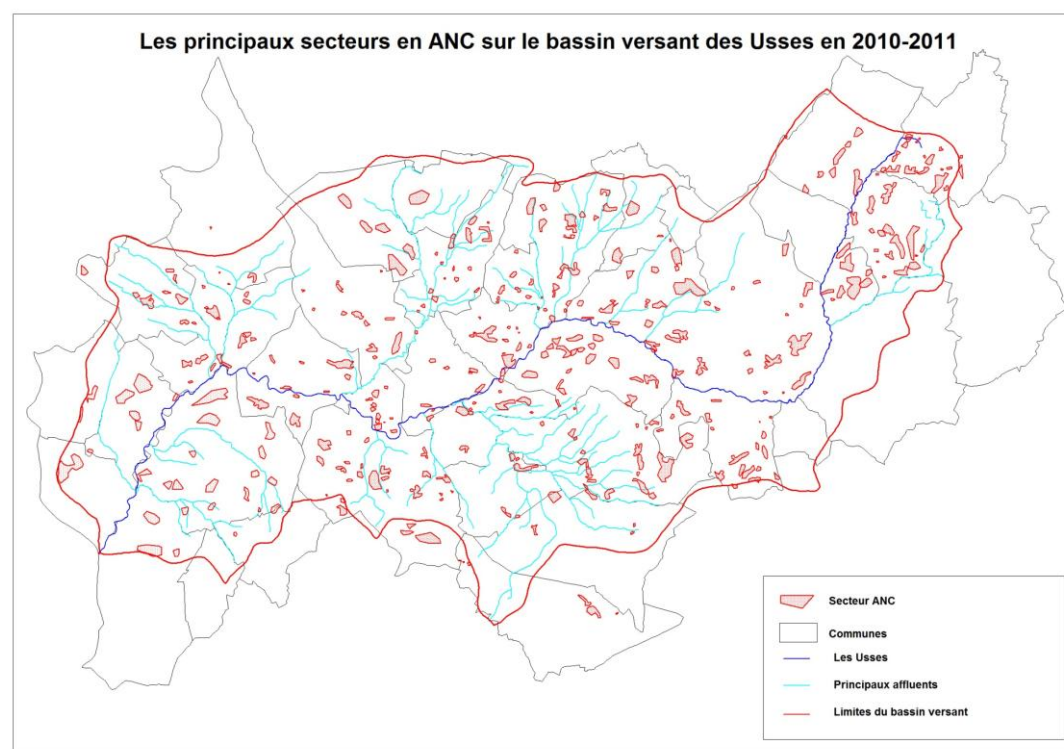 Les principaux secteurs en ANC sur le bassin versant des Usses en 2010-2011
Secteur ANC
Communes
Les Usses
Principaux affluents
Limites du bassin versant